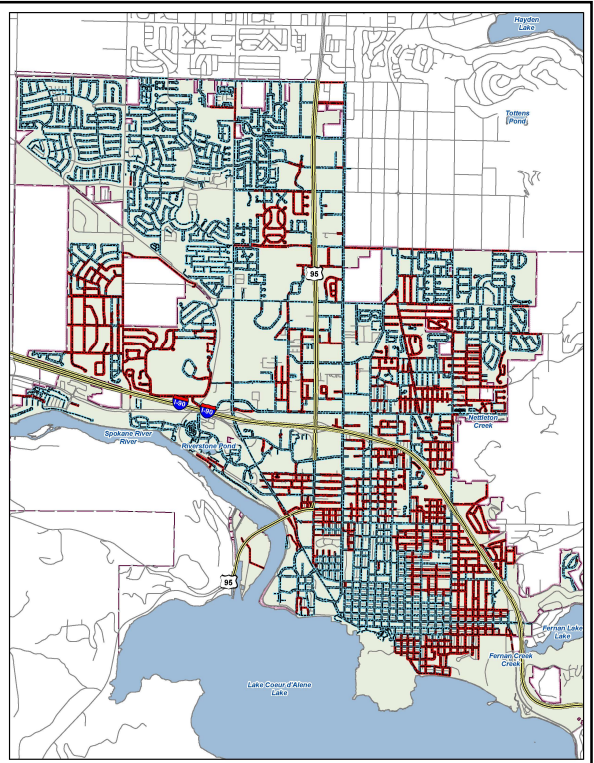 Hayden
Lake
Tottens
Pond
95
I-90
I-90
Spokane River
River
Riverstone Pond
Nettleton
Creek
95
Fernan Lake
Lake
Fernan Creek
Creek
Lake Coeur d'Alene
Lake